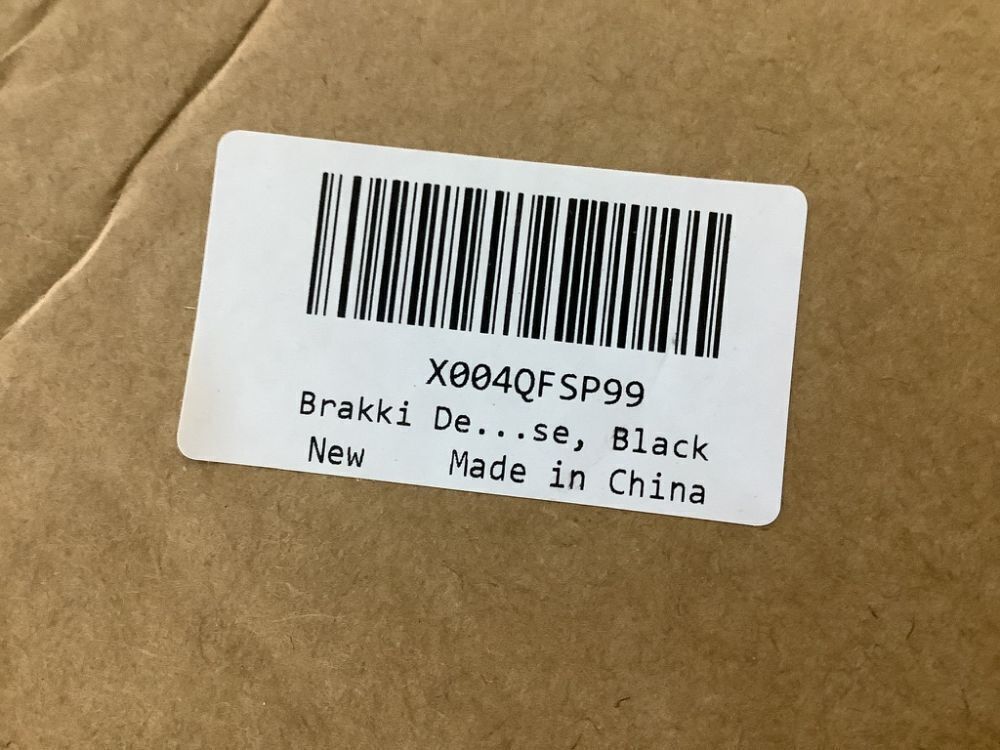 X004QFSP99
Brakki De...se, Black
New Made in China